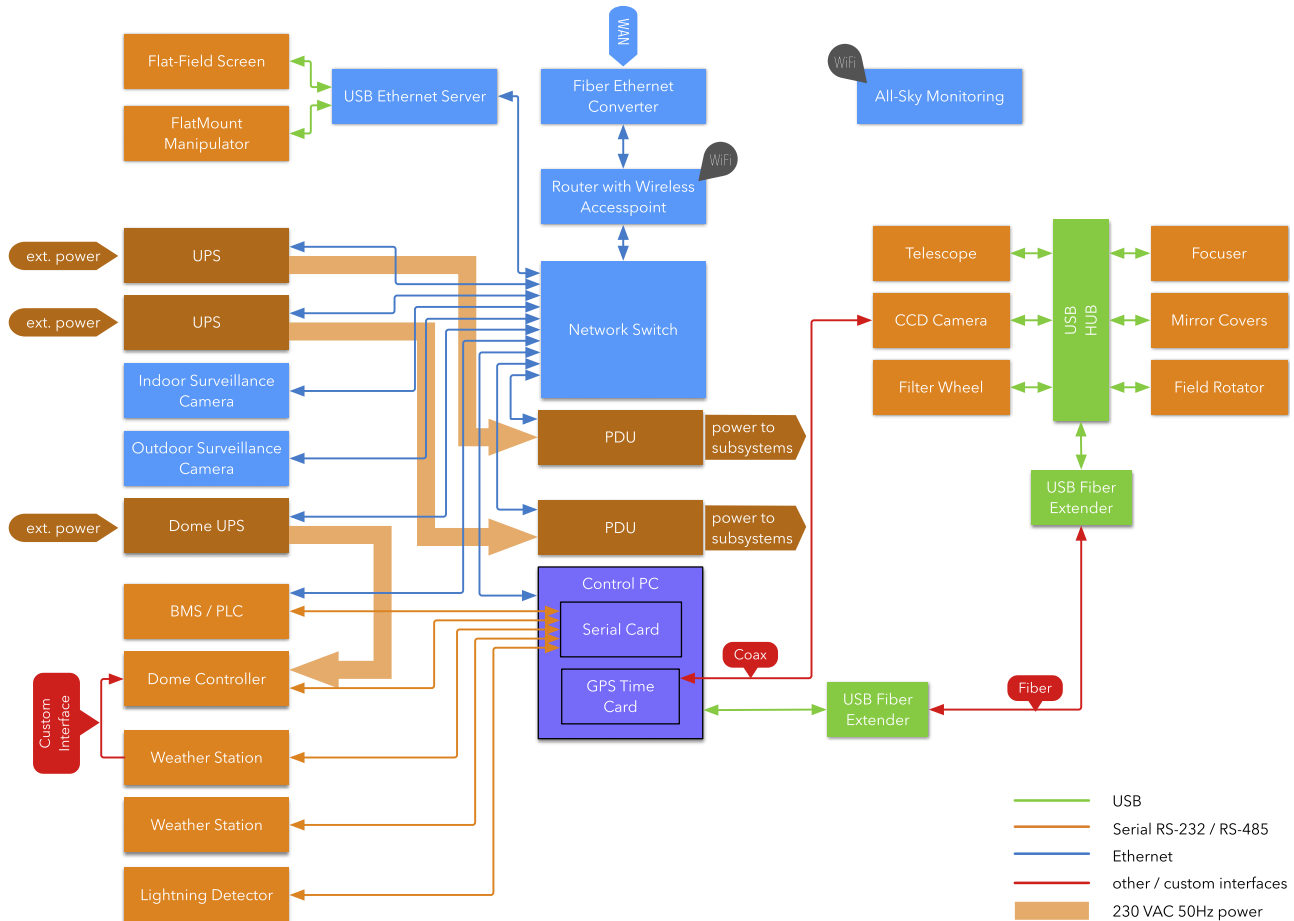 WAN
Flat-Field Screen
USB Ethernet Server
Fiber Ethernet
Converter
WiFi
All-Sky Monitoring
FlatMount
Manipulator
WiFi
Router with Wireless
Accesspoint
ext. power
UPS
Telescope
Focuser
ext. power
UPS
Network Switch
CCD Camera
USB
HUB
Mirror Covers
Indoor Surveillance
Camera
Filter Wheel
Field Rotator
Outdoor Surveillance
Camera
PDU
power to
subsystems
USB Fiber
Extender
ext. power
Dome UPS
PDU
power to
subsystems
Control PC
BMS / PLC
Serial Card
Coax
Dome Controller
GPS Time
Card
USB Fiber
Extender
Fiber
Custom
Interface
Weather Station
Weather Station
Lightning Detector
USB
Serial RS-232 / RS-485
Ethernet
other / custom interfaces
230 VAC 50Hz power